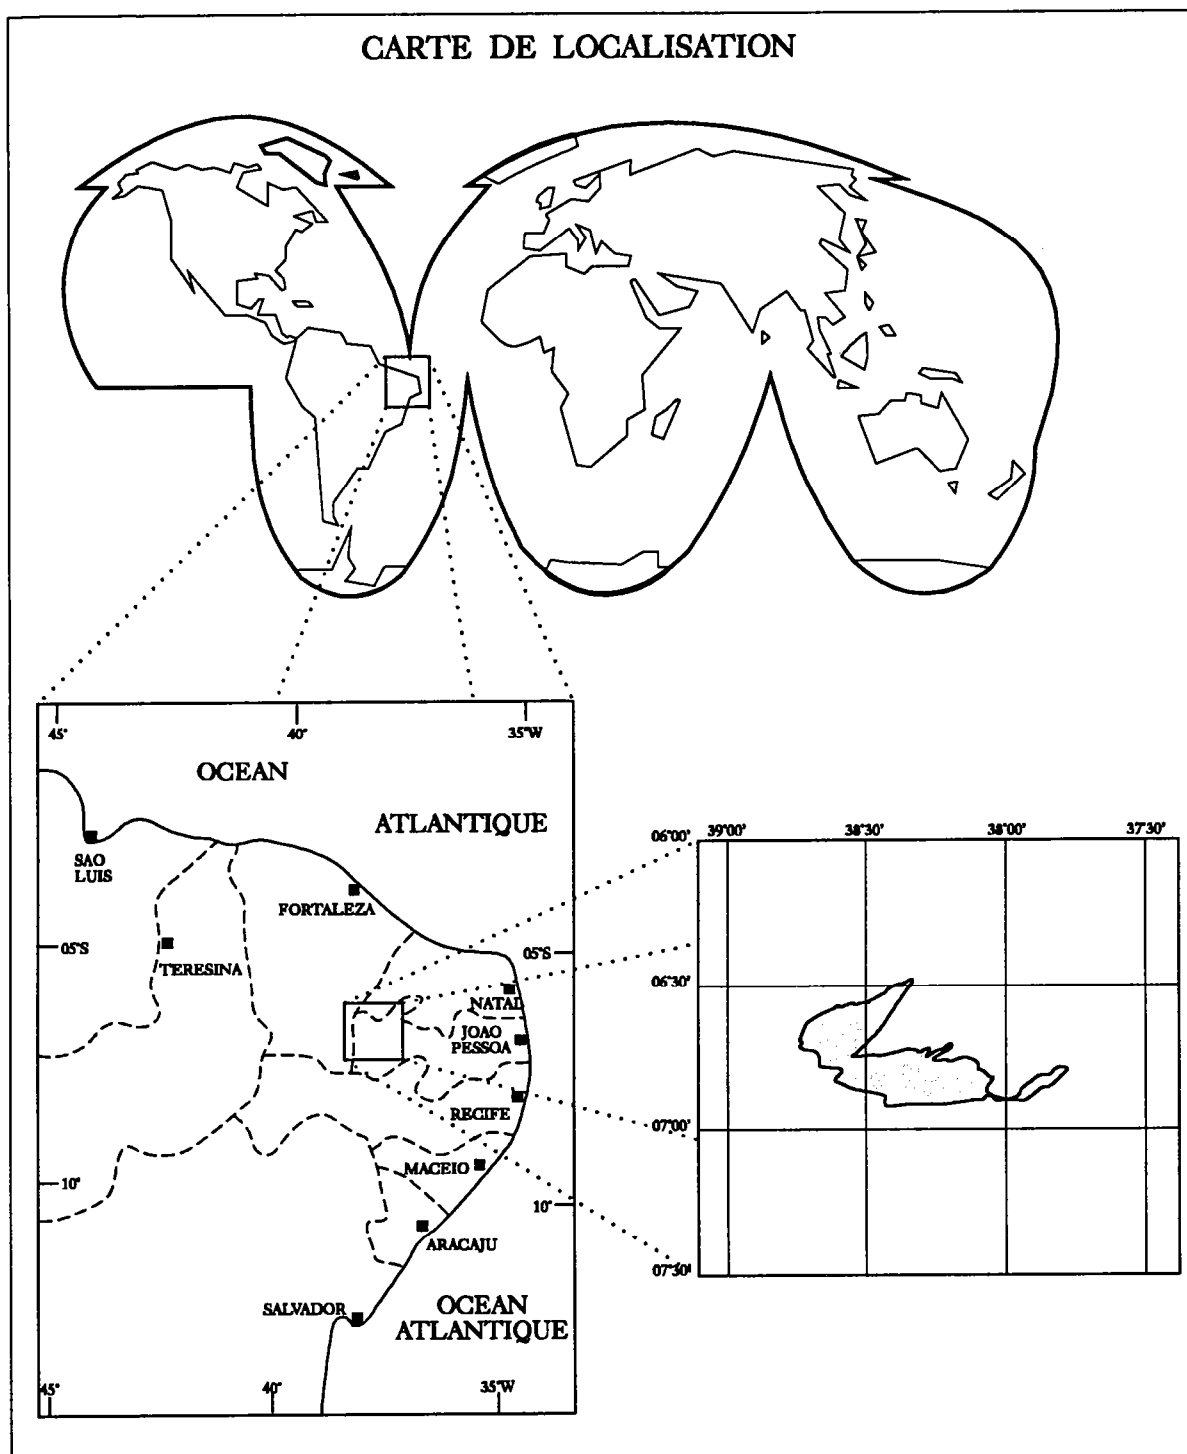 CARTE DE LOCALISATION
45° 40° 35°W
OCEAN
ATLANTIQUE
SAO
LUIS
FORTALEZA
05°S 05°S
TERESINA
NATAL
JOAO
PESSOA
RECIFE
MACEIO
10° 10°
ARACAJU
SALVADOR
OCEAN
ATLANTIQUE
45° 40° 35°W
39°00' 38°30' 38°00' 37°30'
06°00'
06°30'
07°00'
07°30'